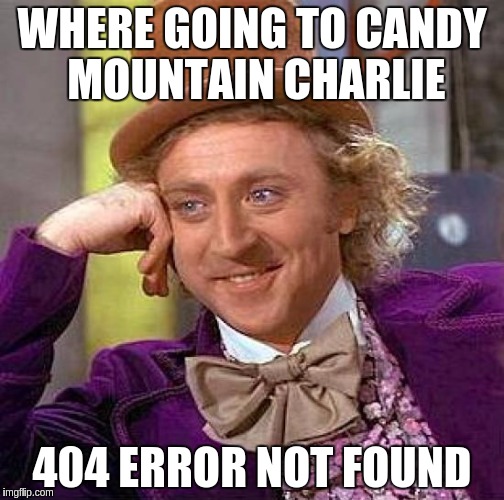 WHERE GOING TO CANDY
MOUNTAIN CHARLIE
404 ERROR NOT FOUND
imgflip.com